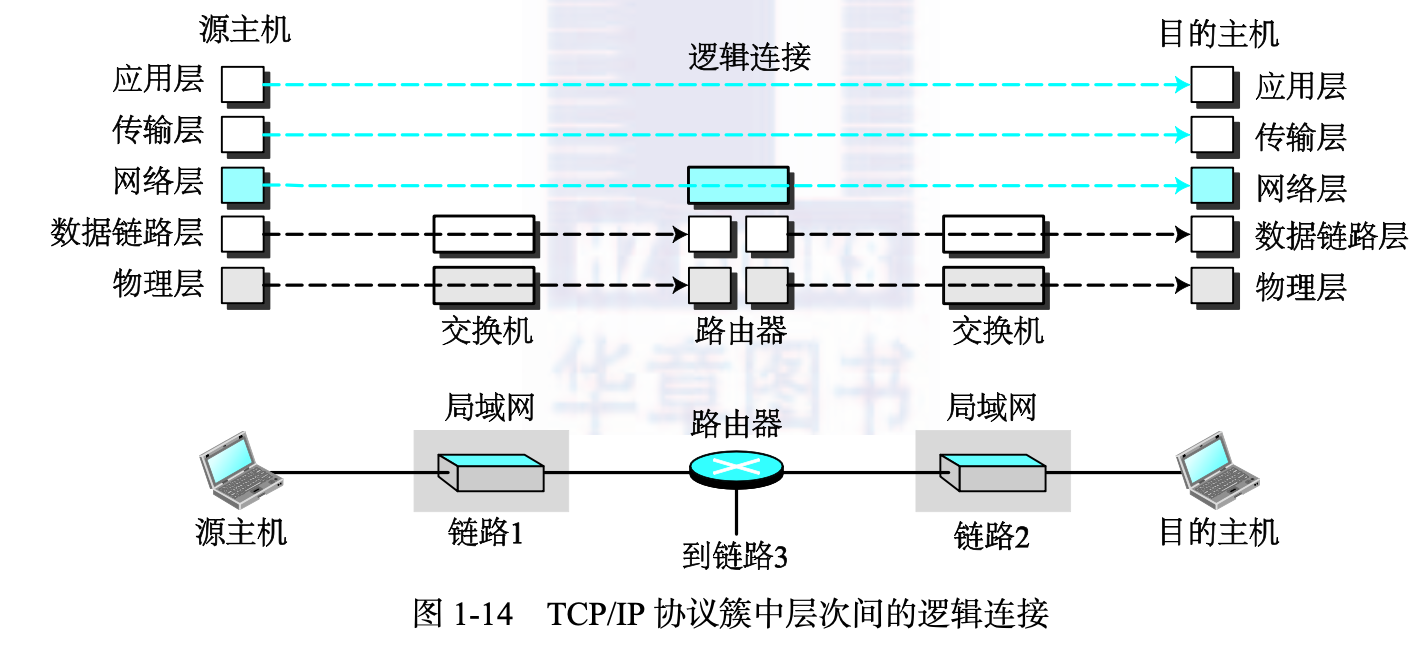 源主机
目的主机
逻辑连接
应用层
应用层
传输层
传输层
网络层
网络层
数据链路层
数据链路层
物理层
物理层
交换机
路由器
交换机
局域网
路由器
局域网
源主机
链路1
到链路3
链路2
目的主机
华章图书
图 1-14 TCP/IP 协议簇中层次间的逻辑连接